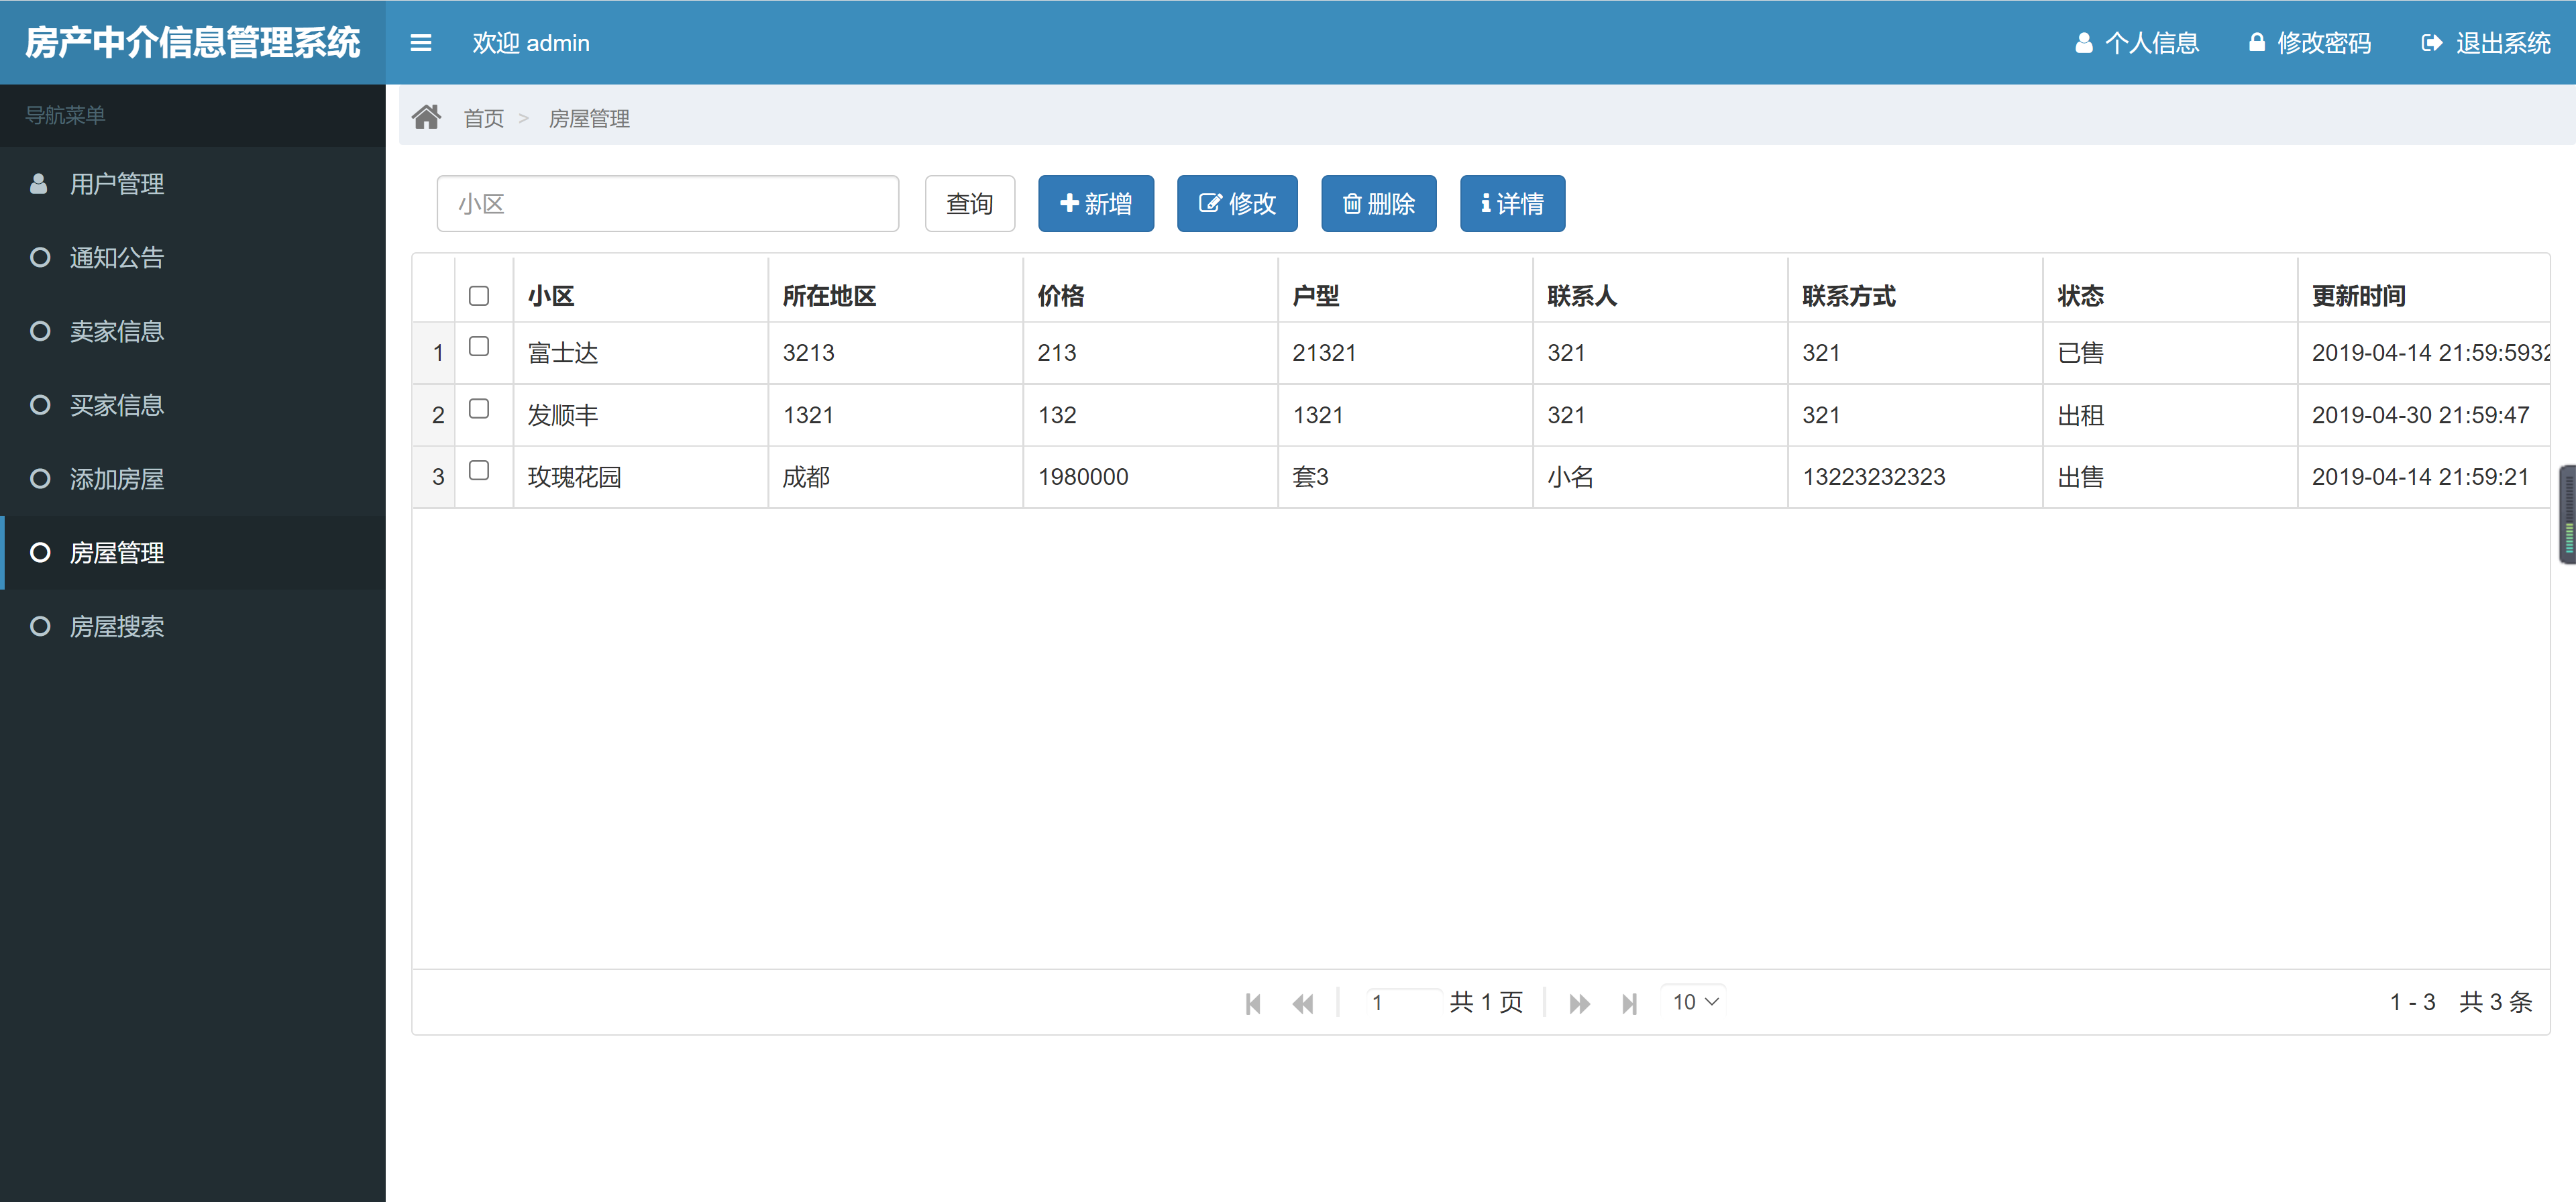 房产中介信息管理系统 欢迎 admin 个人信息 修改密码 退出系统
导航菜单
首页 > 房屋管理
用户管理
通知公告
卖家信息
买家信息
添加房屋
房屋管理
房屋搜索
小区 查询 新增 修改 删除 详情
小区 所在地区 价格 户型 联系人 联系方式 状态 更新时间
1 富士达 3213 213 21321 321 321 已售 2019-04-14 21:59:5932
2 发顺丰 1321 132 1321 321 321 出租 2019-04-30 21:59:47
3 玫瑰花园 成都 1980000 套3 小名 13223232323 出售 2019-04-14 21:59:21
1 共 1 页 10 1 - 3 共 3 条